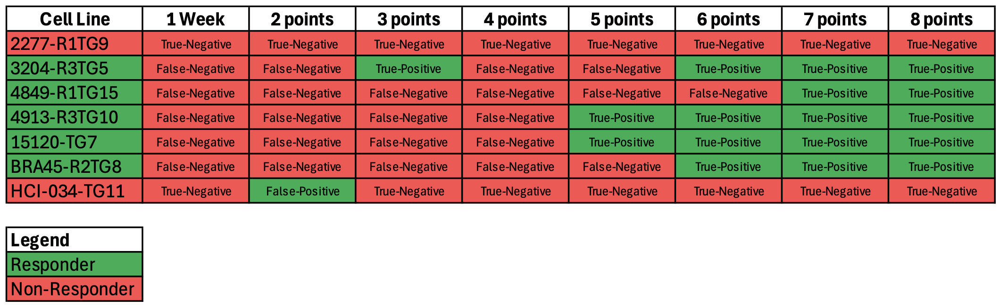 Cell Line 1 Week 2 points 3 points 4 points 5 points 6 points 7 points 8 points
2277-R1TG9 True-Negative True-Negative True-Negative True-Negative True-Negative True-Negative True-Negative True-Negative
3204-R3TG5 False-Negative False-Negative True-Positive False-Negative False-Negative True-Positive True-Positive True-Positive
4849-R1TG15 False-Negative False-Negative False-Negative False-Negative False-Negative False-Negative True-Positive True-Positive
4913-R3TG10 False-Negative False-Negative False-Negative False-Negative True-Positive True-Positive True-Positive True-Positive
15120-TG7 False-Negative False-Negative False-Negative False-Negative True-Positive True-Positive True-Positive True-Positive
BRA45-R2TG8 False-Negative False-Negative False-Negative False-Negative False-Negative True-Positive True-Positive True-Positive
HCI-034-TG11 True-Negative False-Positive True-Negative True-Negative True-Negative True-Negative True-Negative True-Negative
Legend
Responder
Non-Responder